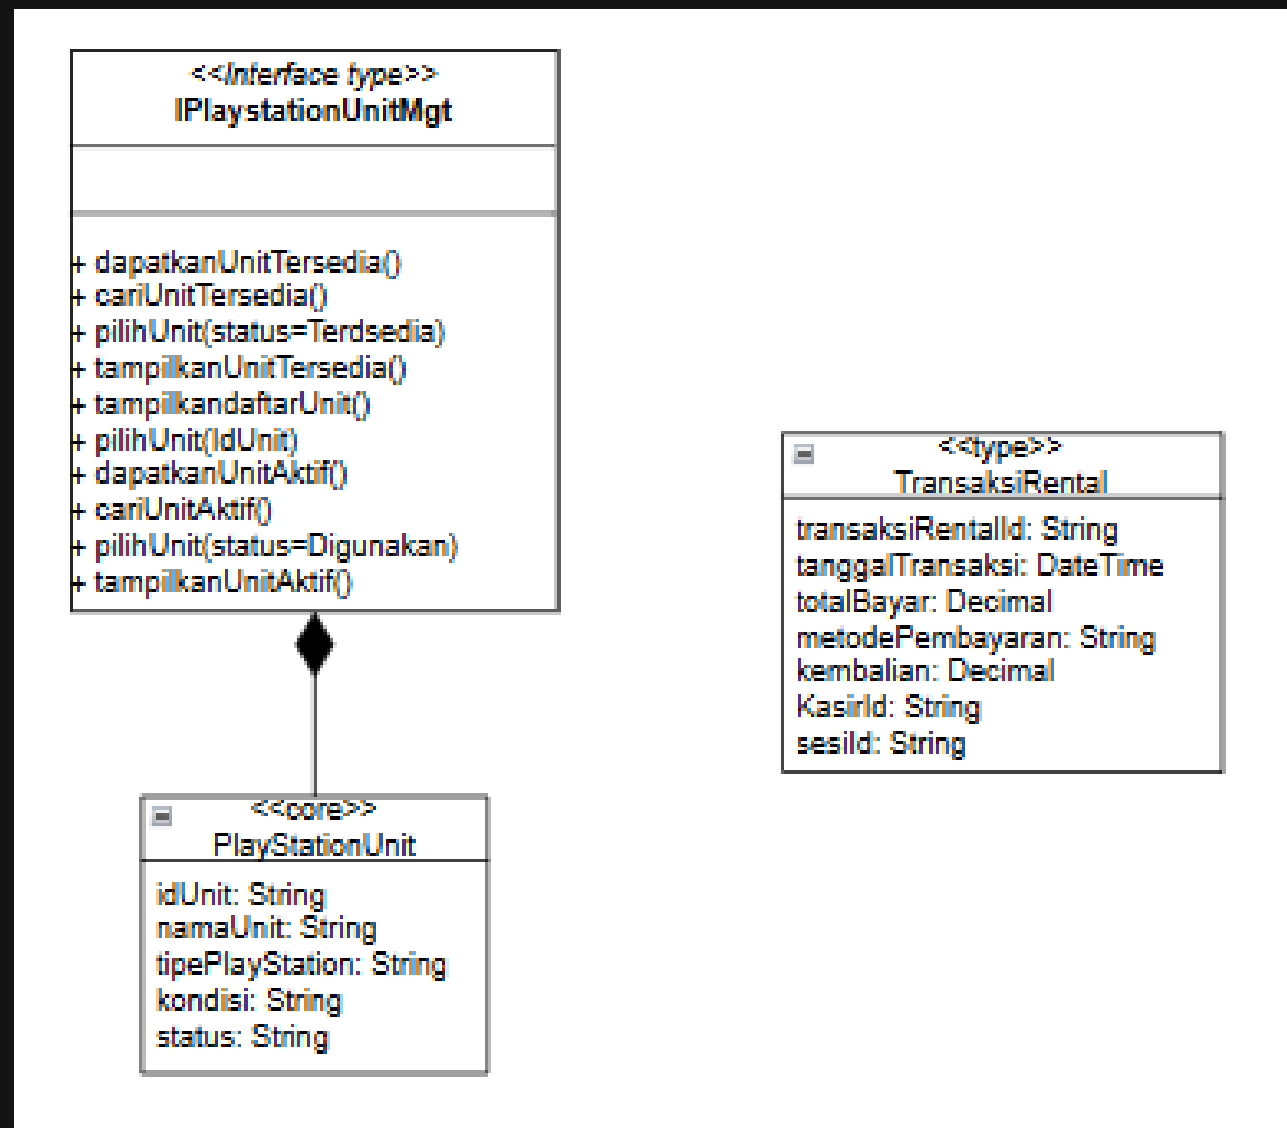 <<Interface type>>
IPlaystationUnitMgt
+ dapatkanUnitTersedia()
+ cariUnitTersedia()
+ pilihUnit(status=Terdsedia)
+ tampilkanUnitTersedia()
+ tampilkandaftarUnit()
+ pilihUnit(IdUnit)
+ dapatkanUnitAktif()
+ cariUnitAktif()
+ pilihUnit(status=Digunakan)
+ tampilkanUnitAktif()
<<type>>
TransaksiRental
transaksiRentalId: String
tanggalTransaksi: DateTime
totalBayar: Decimal
metodePembayaran: String
kembalian: Decimal
KasirId: String
sesiId: String
<<core>>
PlayStationUnit
idUnit: String
namaUnit: String
tipePlayStation: String
kondisi: String
status: String